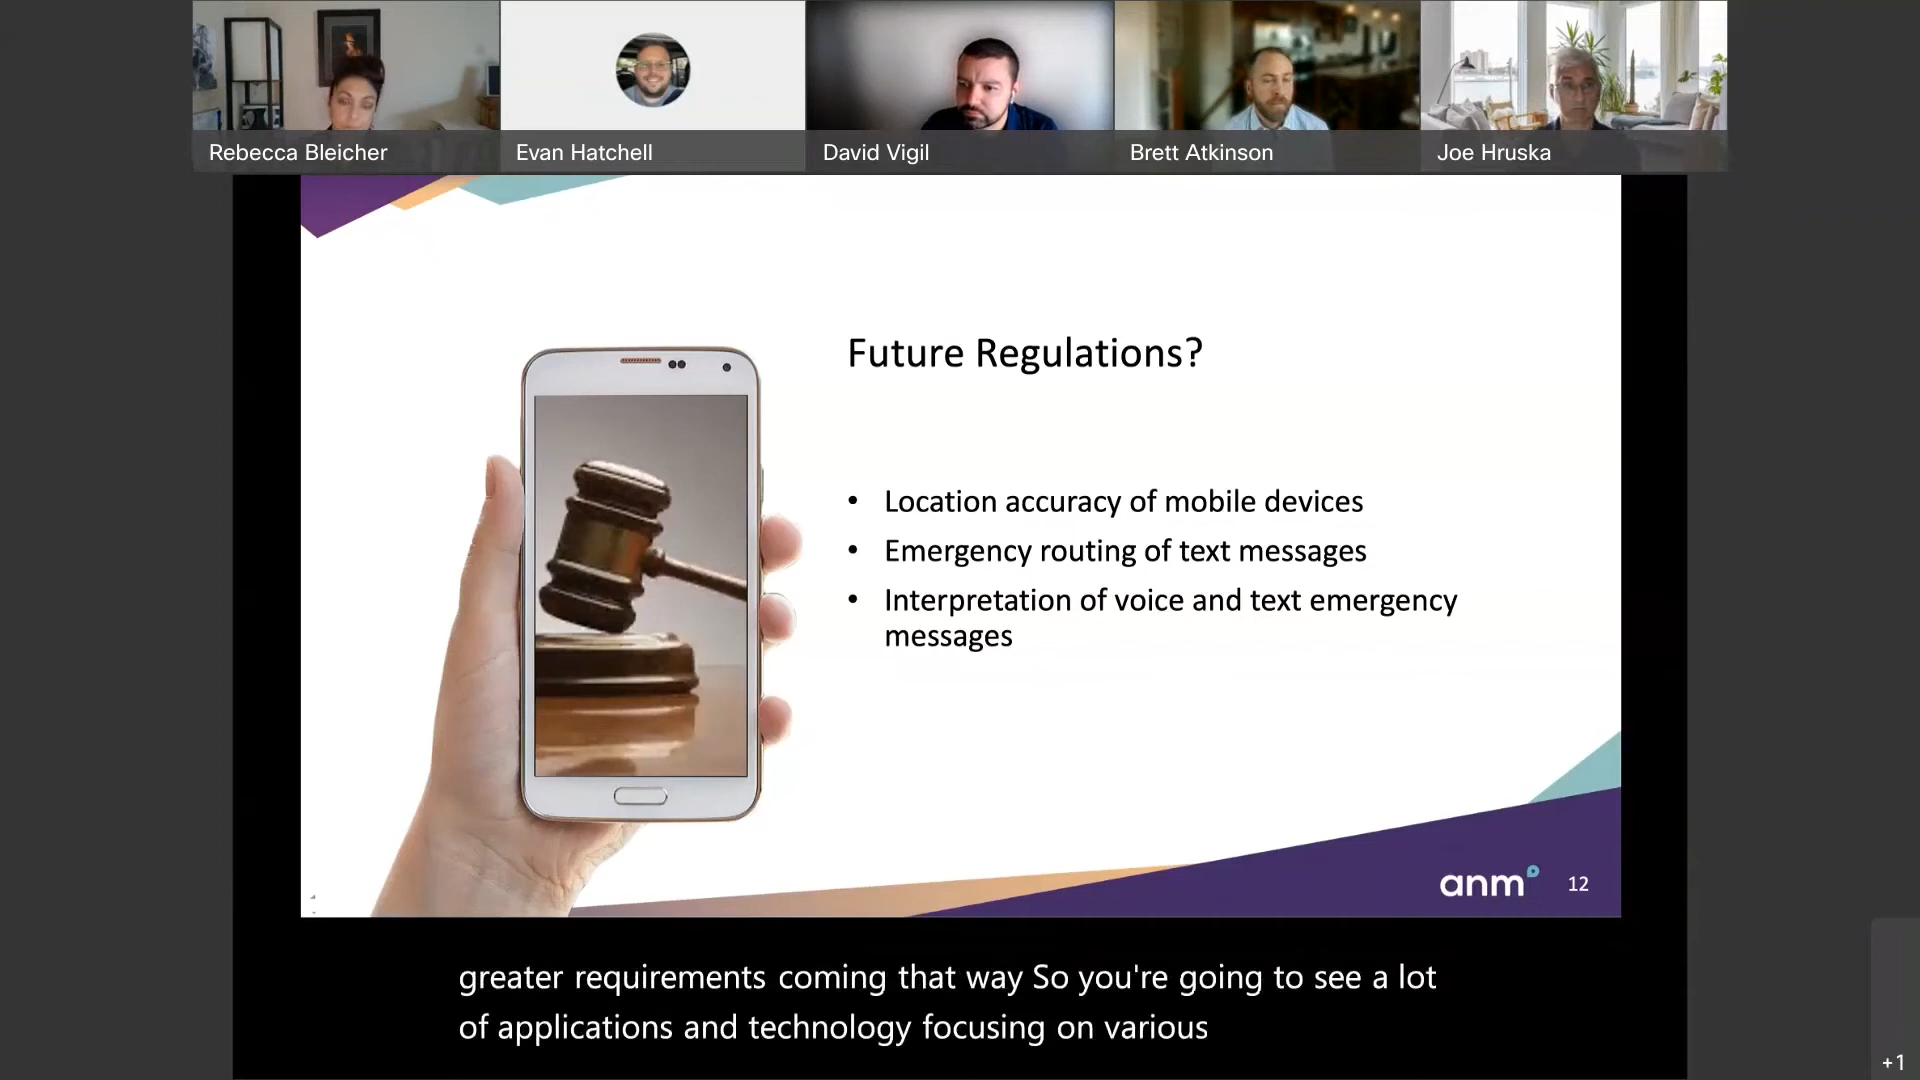 Rebecca Bleicher
Evan Hatchell
David Vigil
Brett Atkinson
Joe Hruska
Future Regulations?
• Location accuracy of mobile devices
• Emergency routing of text messages
• Interpretation of voice and text emergency
messages
anm
12
greater requirements coming that way So you're going to see a lot
of applications and technology focusing on various
+1